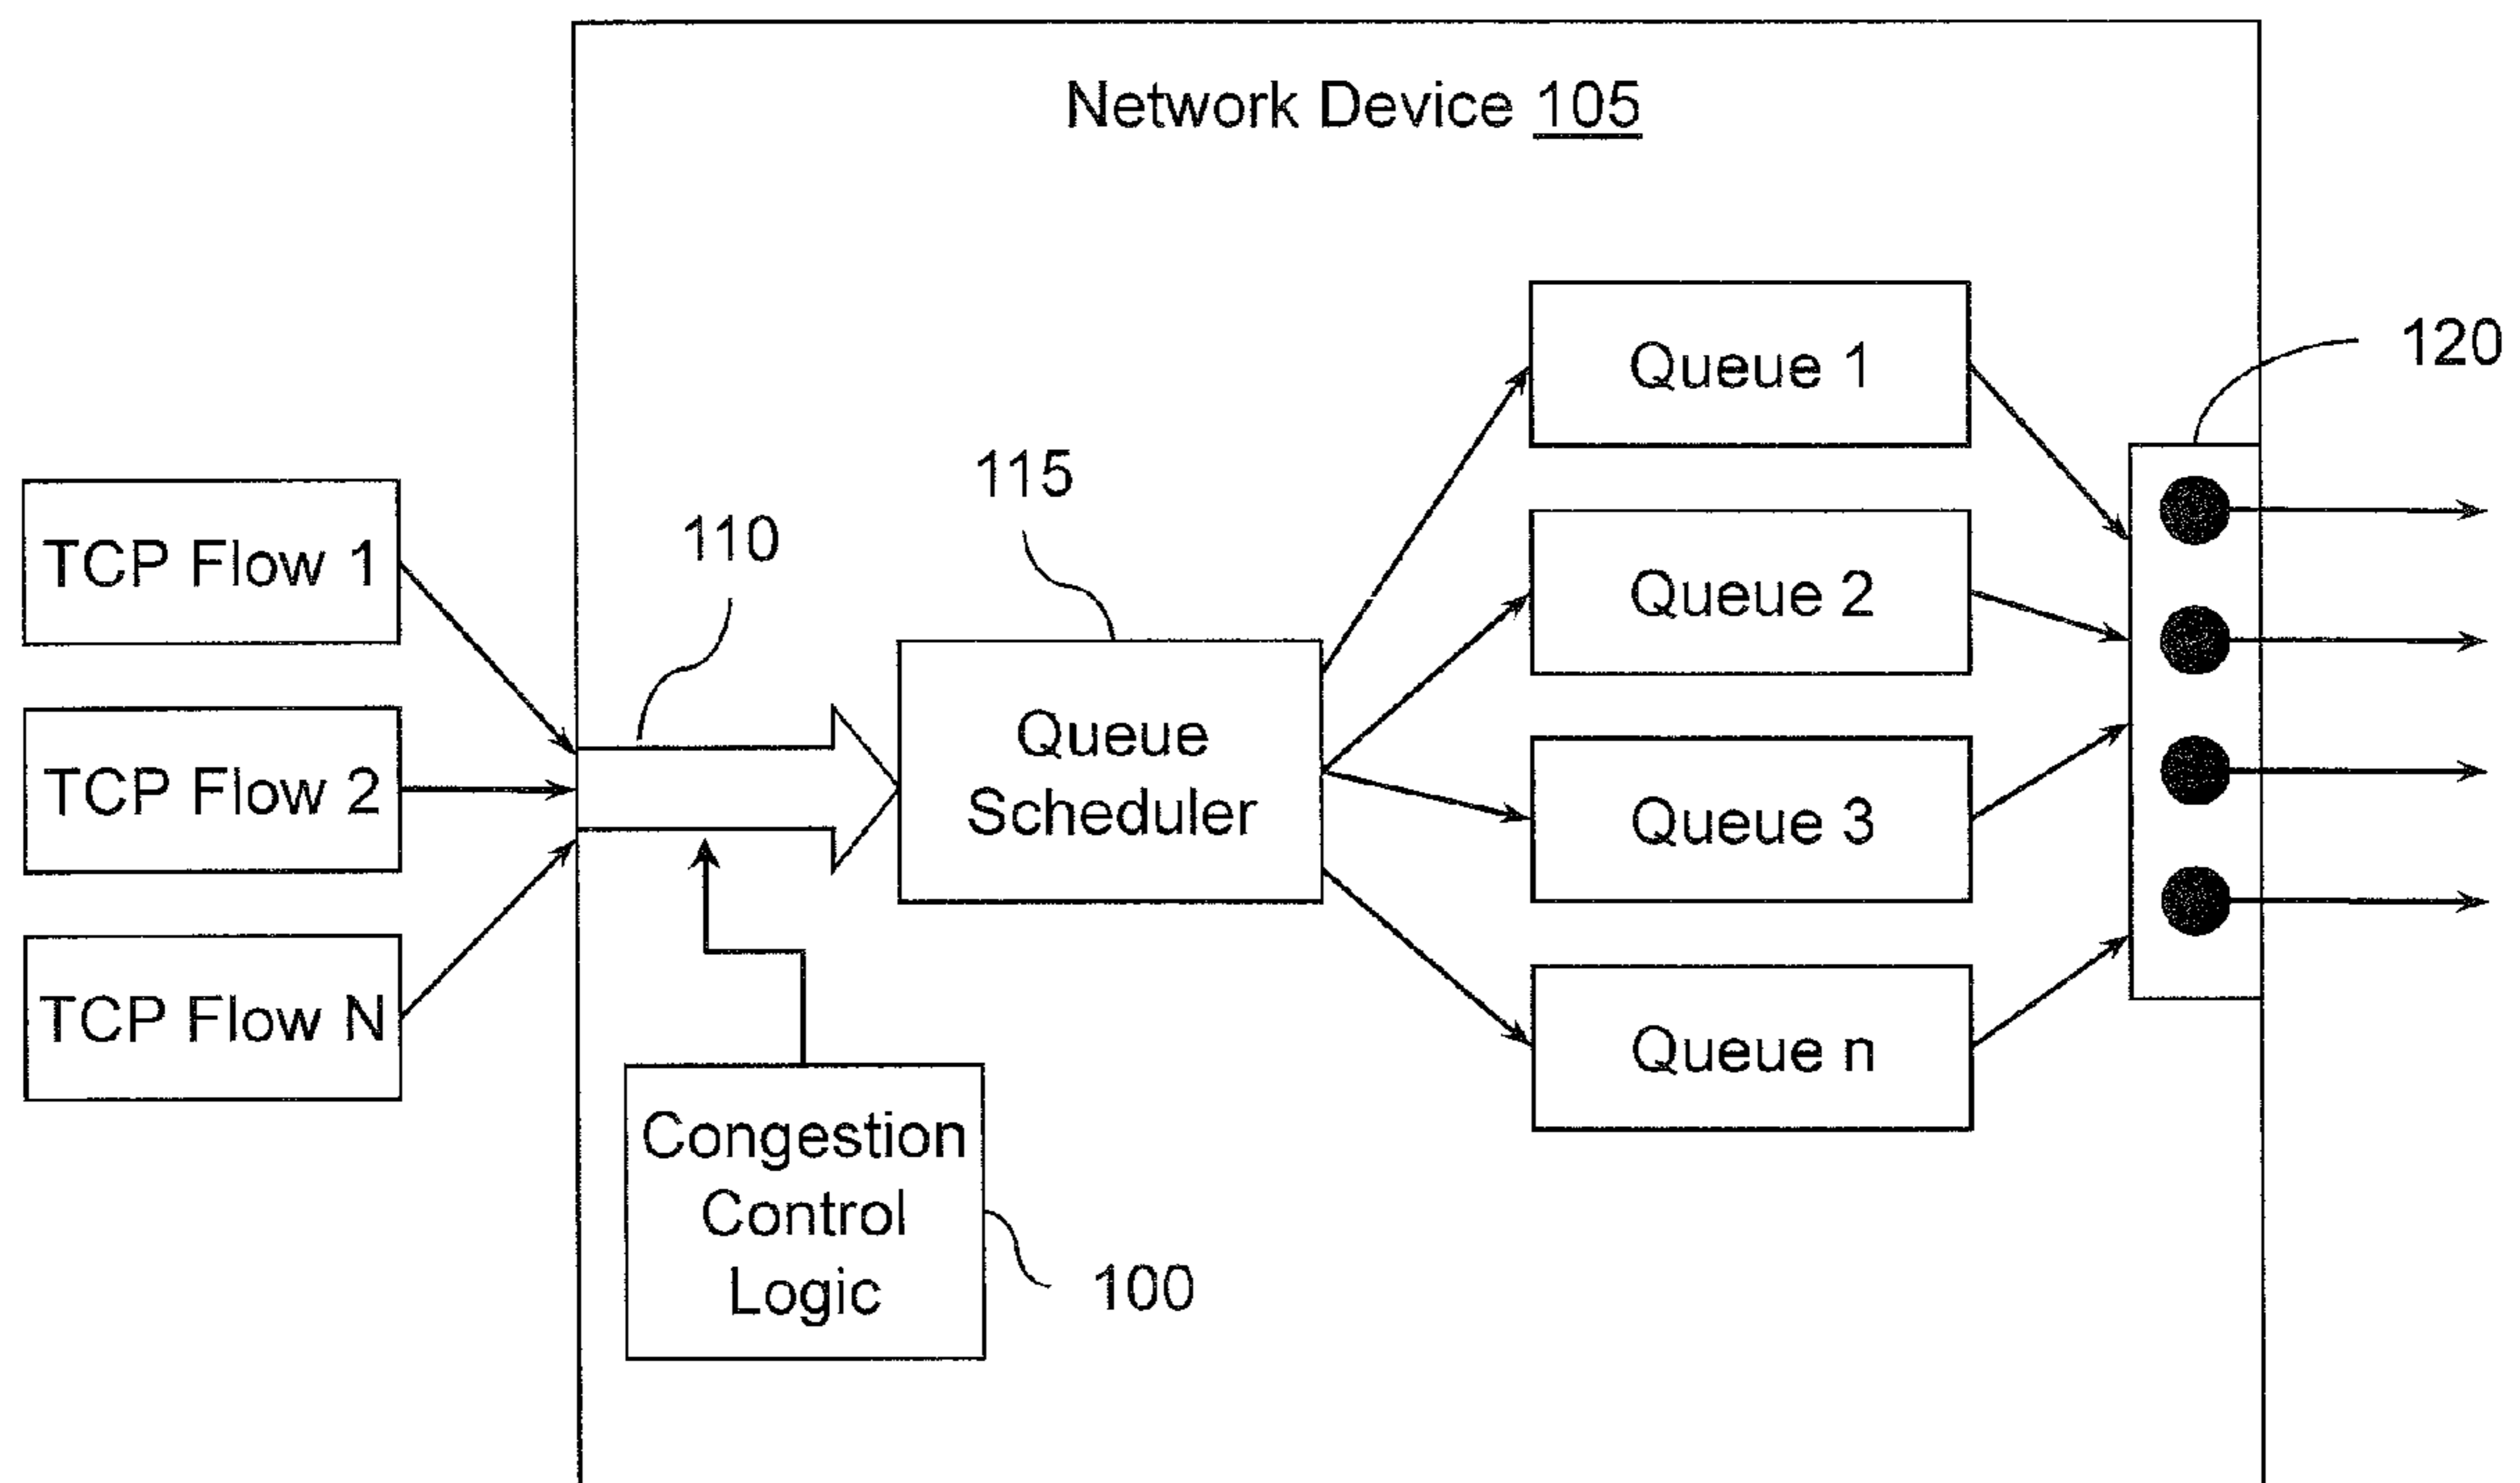 Network Device 105
120
Queue 1
115
110
TCP Flow 1
Queue 2
TCP Flow 2
Queue
Scheduler
Queue 3
TCP Flow N
Queue n
Congestion
Control
Logic
100